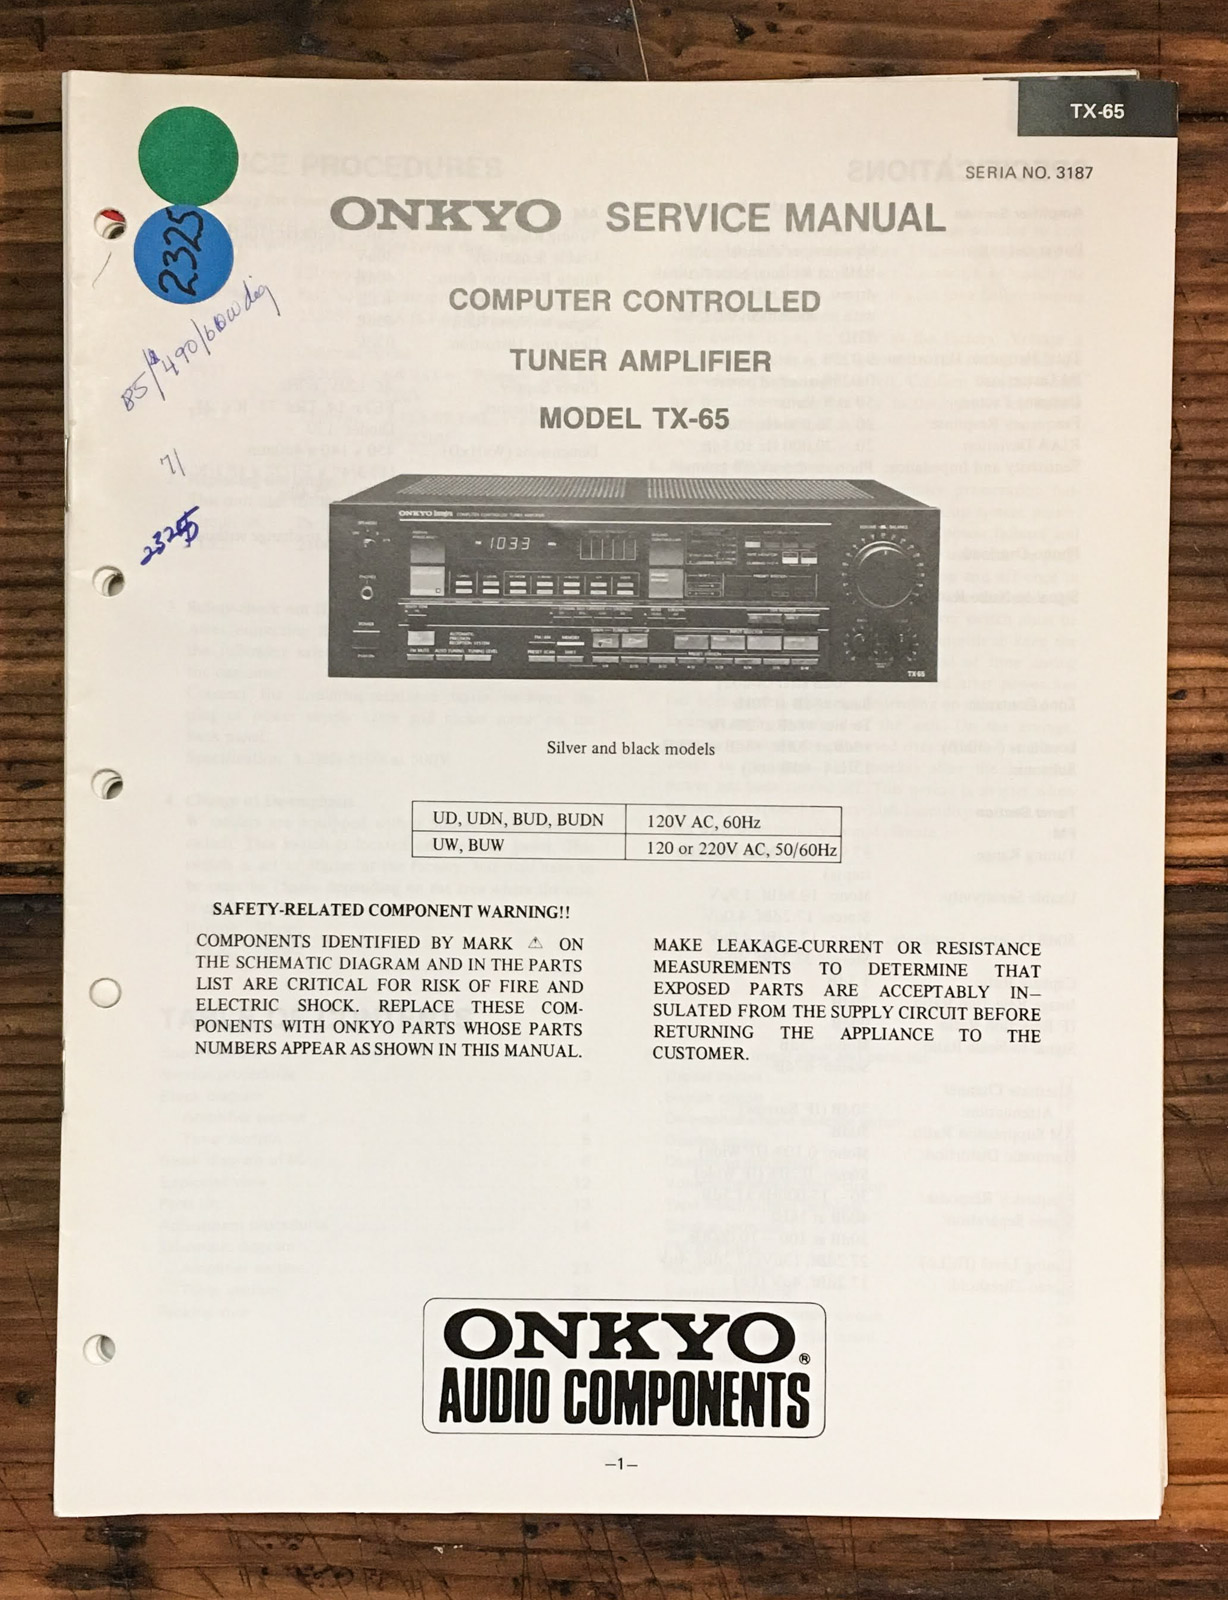 TX-65
SERIA NO. 3187
ONKYO SERVICE MANUAL
2325
COMPUTER CONTROLLED
TUNER AMPLIFIER
MODEL TX-65
71
ONKYO
1033
TX-65
Silver and black models
UD, UDN, BUD, BUDN 120V AC, 60Hz
UW, BUW 120 or 220V AC, 50/60Hz
SAFETY-RELATED COMPONENT WARNING!!
COMPONENTS IDENTIFIED BY MARK ⚠ ON
THE SCHEMATIC DIAGRAM AND IN THE PARTS
LIST ARE CRITICAL FOR RISK OF FIRE AND
ELECTRIC SHOCK. REPLACE THESE COM-
PONENTS WITH ONKYO PARTS WHOSE PARTS
NUMBERS APPEAR AS SHOWN IN THIS MANUAL.
MAKE LEAKAGE-CURRENT OR RESISTANCE
MEASUREMENTS TO DETERMINE THAT
EXPOSED PARTS ARE ACCEPTABLY IN–
SULATED FROM THE SUPPLY CIRCUIT BEFORE
RETURNING THE APPLIANCE TO THE
CUSTOMER.
ONKYO®
AUDIO COMPONENTS
–1–